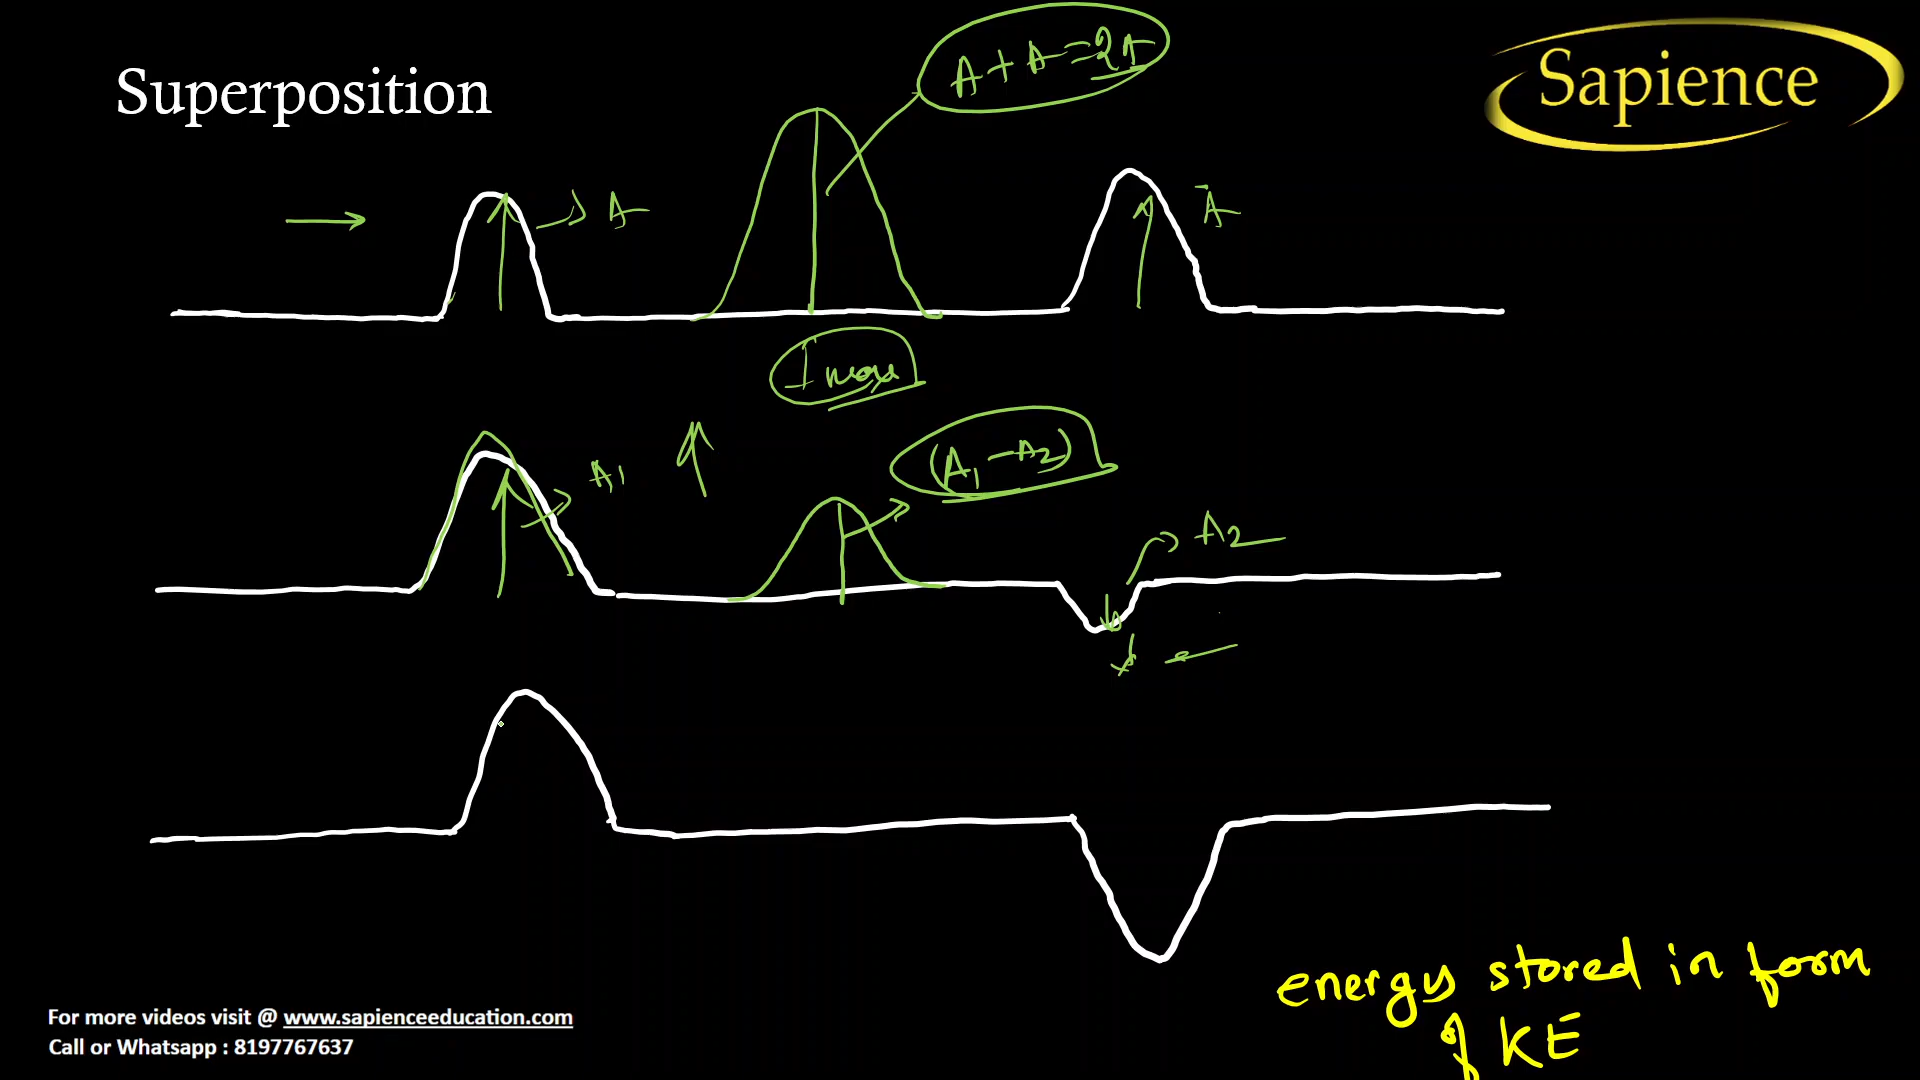 Superposition
A + A = 2A
Sapience
A
A
I max
A1
(A1 - A2)
A2
energy stored in form
of KE
For more videos visit @ www.sapienceeducation.com
Call or Whatsapp : 8197767637